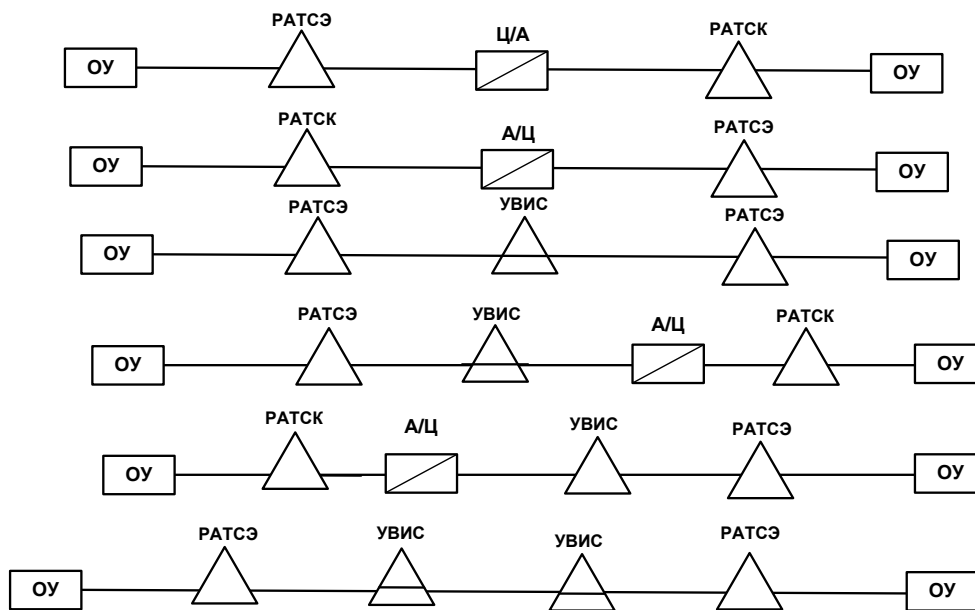 РАТСЭ Ц/А РАТСК
ОУ ОУ
РАТСК А/Ц РАТСЭ
ОУ ОУ
РАТСЭ УВИС РАТСЭ
ОУ ОУ
РАТСЭ УВИС А/Ц РАТСК
ОУ ОУ
РАТСК А/Ц УВИС РАТСЭ
ОУ ОУ
РАТСЭ УВИС УВИС РАТСЭ
ОУ ОУ